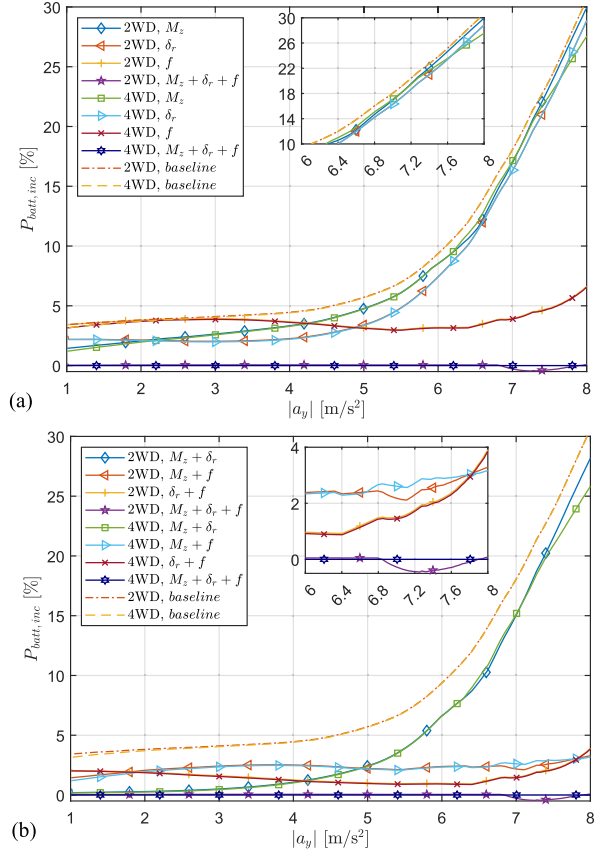 30
25
20
15
10
5
0
P_{batt,inc} [%]
2WD, M_z
2WD, δ_r
2WD, f
2WD, M_z + δ_r + f
4WD, M_z
4WD, δ_r
4WD, f
4WD, M_z + δ_r + f
2WD, baseline
4WD, baseline
30
26
22
18
14
10
6 6.4 6.8 7.2 7.6 8
1 2 3 4 5 6 7 8
|a_y| [m/s²]
(a)
30
25
20
15
10
5
0
P_{batt,inc} [%]
2WD, M_z + δ_r
2WD, M_z + f
2WD, δ_r + f
2WD, M_z + δ_r + f
4WD, M_z + δ_r
4WD, M_z + f
4WD, δ_r + f
4WD, M_z + δ_r + f
2WD, baseline
4WD, baseline
4
2
0
6 6.4 6.8 7.2 7.6 8
1 2 3 4 5 6 7 8
|a_y| [m/s²]
(b)